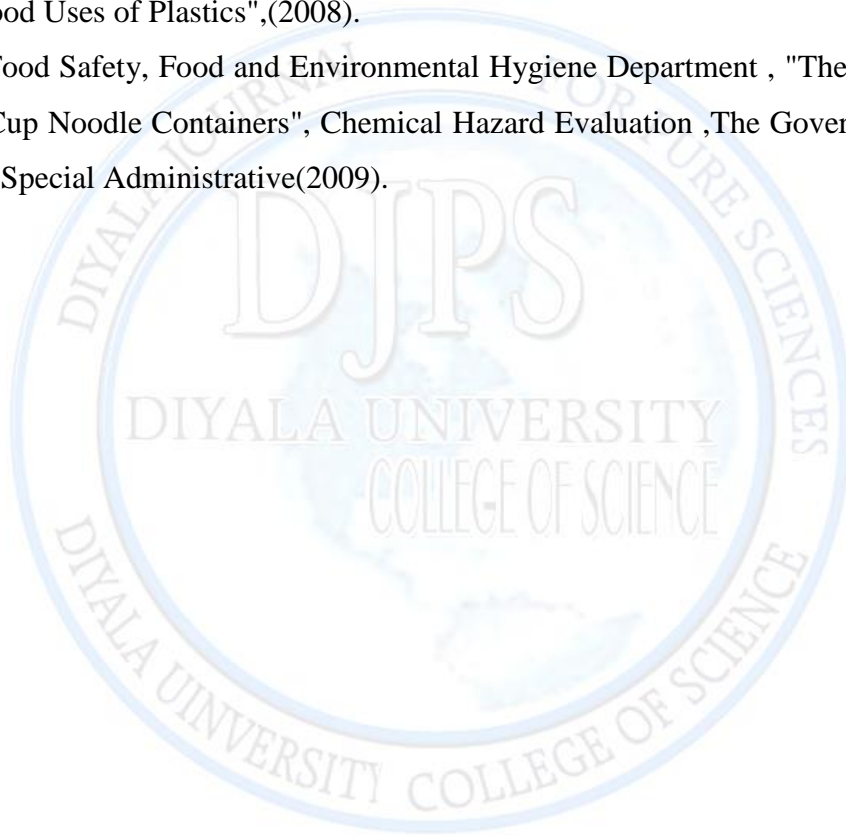 ood Uses of Plastics",(2008).
Food Safety, Food and Environmental Hygiene Department , "The
Cup Noodle Containers", Chemical Hazard Evaluation ,The Gover
Special Administrative(2009).
DIYALA JOURNAL FOR PURE SCIENCES
DJPS
DIYALA UNIVERSITY
COLLEGE OF SCIENCE
DIYALA UINVERSITY COLLEGE OF SCIENCE